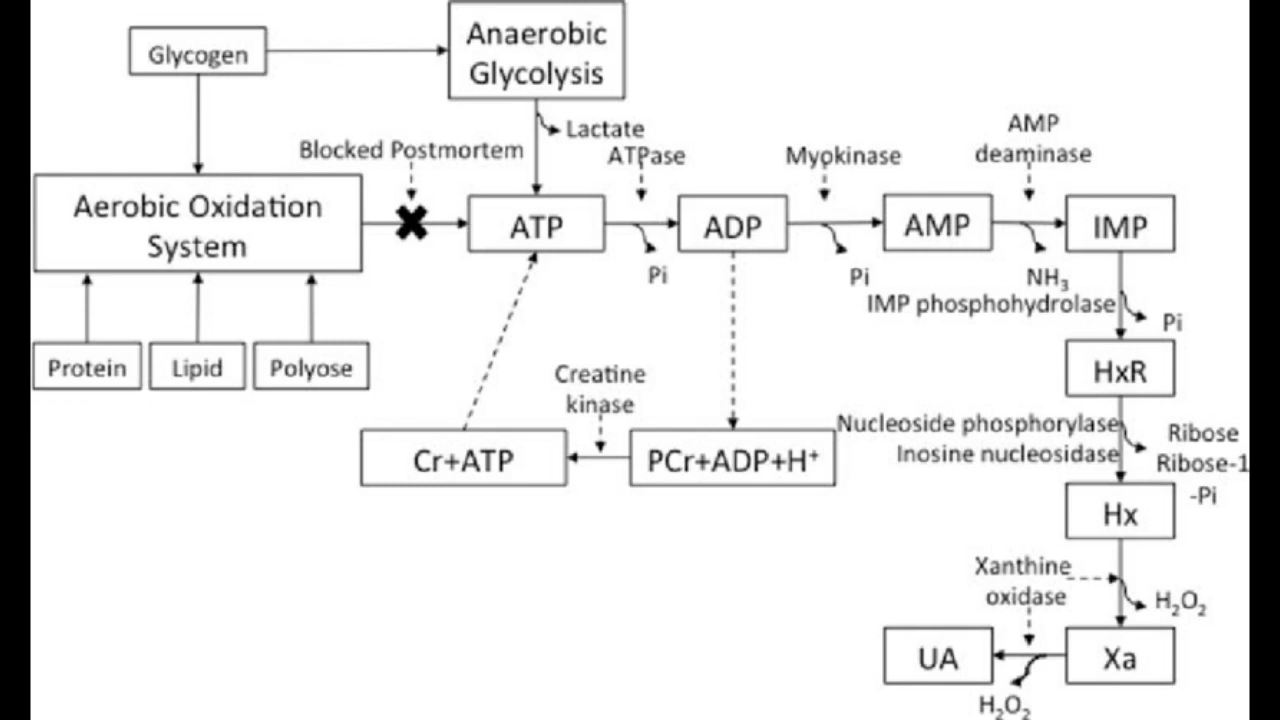 Glycogen
Anaerobic
Glycolysis
Lactate
Blocked Postmortem
ATPase
Myokinase
AMP
deaminase
Aerobic Oxidation
System
ATP
ADP
AMP
IMP
Pi
Pi
NH₃
IMP phosphohydrolase
Pi
Protein
Lipid
Polyose
HxR
Creatine
kinase
Cr+ATP
PCr+ADP+H⁺
Nucleoside phosphorylase
Inosine nucleosidase
Ribose
Ribose-1
-Pi
Hx
Xanthine
oxidase
H₂O₂
UA
Xa
H₂O₂